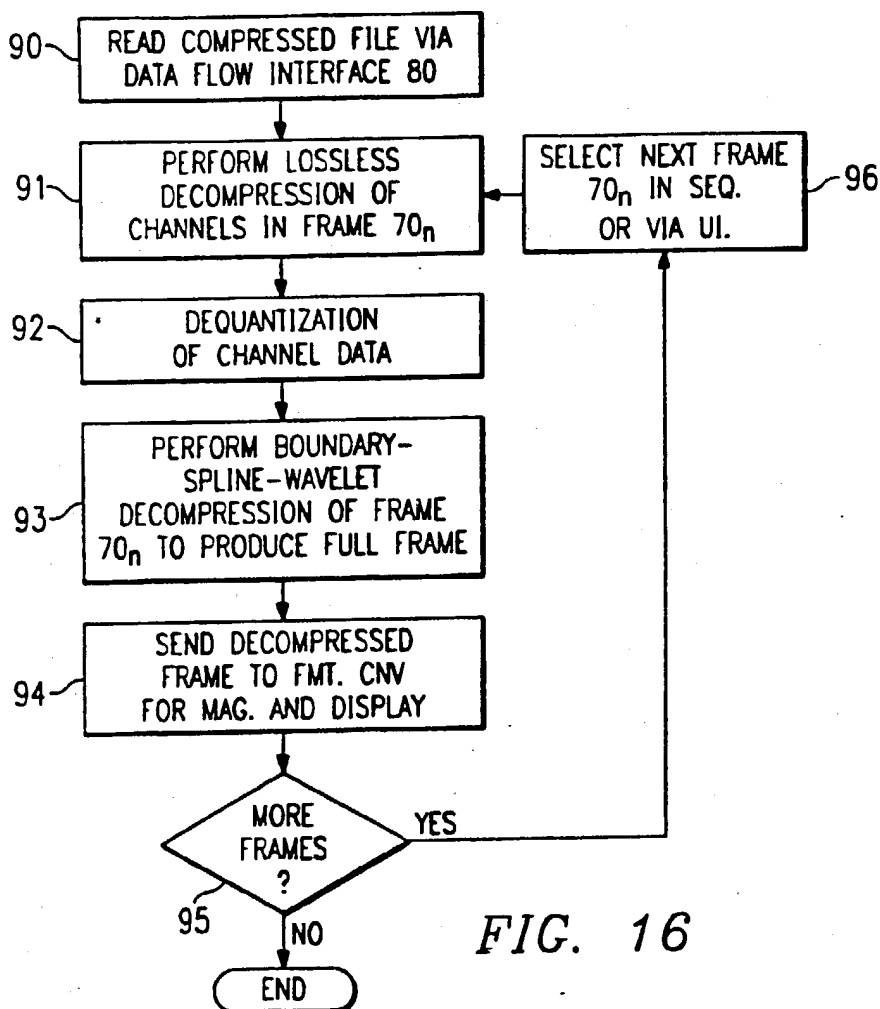 90
READ COMPRESSED FILE VIA
DATA FLOW INTERFACE 80
91
PERFORM LOSSLESS
DECOMPRESSION OF
CHANNELS IN FRAME 70n
SELECT NEXT FRAME
70n IN SEQ.
OR VIA UI.
96
92
DEQUANTIZATION
OF CHANNEL DATA
93
PERFORM BOUNDARY-
SPLINE-WAVELET
DECOMPRESSION OF FRAME
70n TO PRODUCE FULL FRAME
94
SEND DECOMPRESSED
FRAME TO FMT. CNV
FOR MAG. AND DISPLAY
MORE
FRAMES
?
YES
95
NO
END
FIG. 16